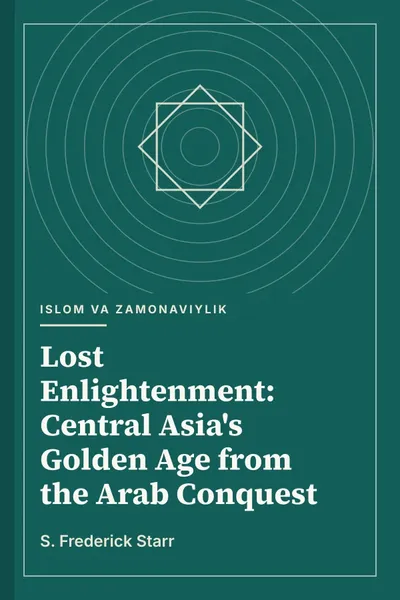 ISLOM VA ZAMONAVIYLIK
Lost
Enlightenment:
Central Asia's
Golden Age from
the Arab Conquest
S. Frederick Starr